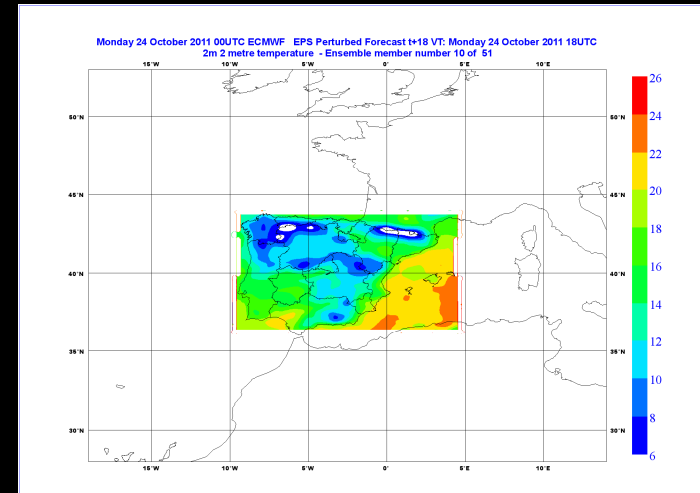 Monday 24 October 2011 00UTC ECMWF EPS Perturbed Forecast t+18 VT: Monday 24 October 2011 18UTC
2m 2 metre temperature - Ensemble member number 10 of 51
15°W 10°W 5°W 0° 5°E 10°E
50°N 50°N
45°N 45°N
40°N 40°N
35°N 35°N
30°N 30°N
15°W 10°W 5°W 0° 5°E 10°E
26
24
22
20
18
16
14
12
10
8
6